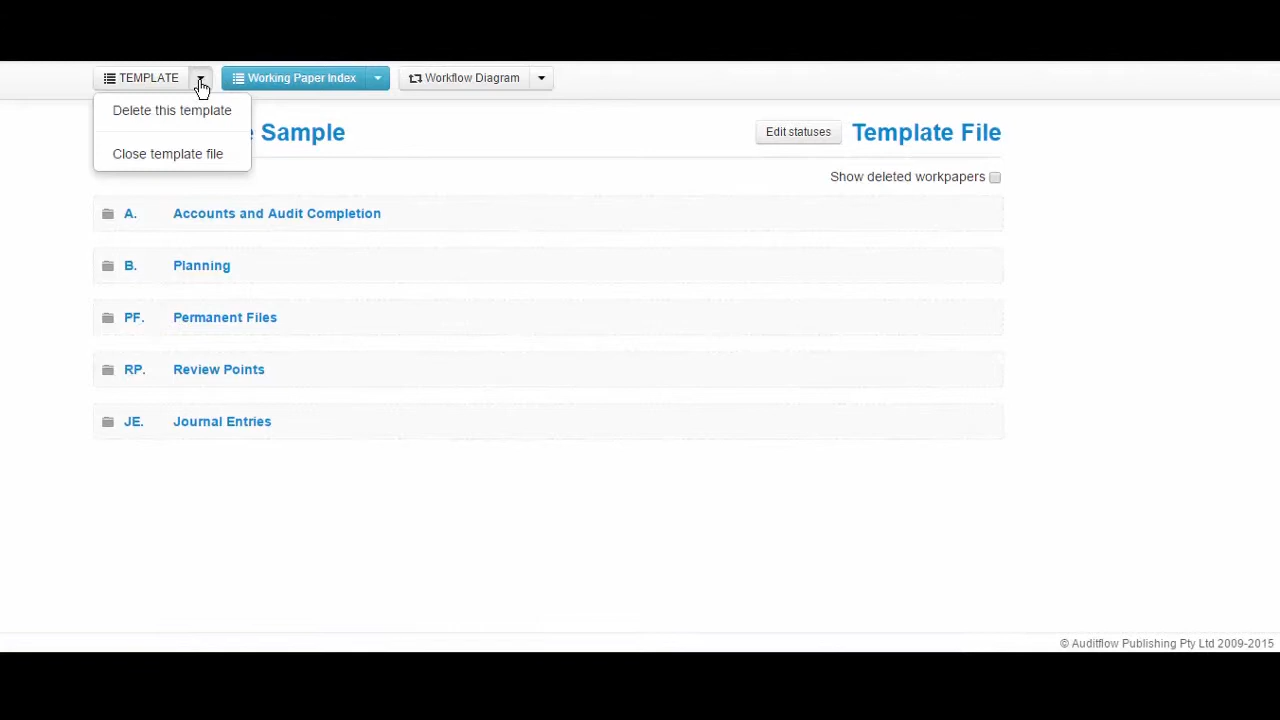 TEMPLATE Working Paper Index Workflow Diagram
Delete this template
Close template file
Sample Edit statuses Template File
Show deleted workpapers
A. Accounts and Audit Completion
B. Planning
PF. Permanent Files
RP. Review Points
JE. Journal Entries
© Auditflow Publishing Pty Ltd 2009-2015